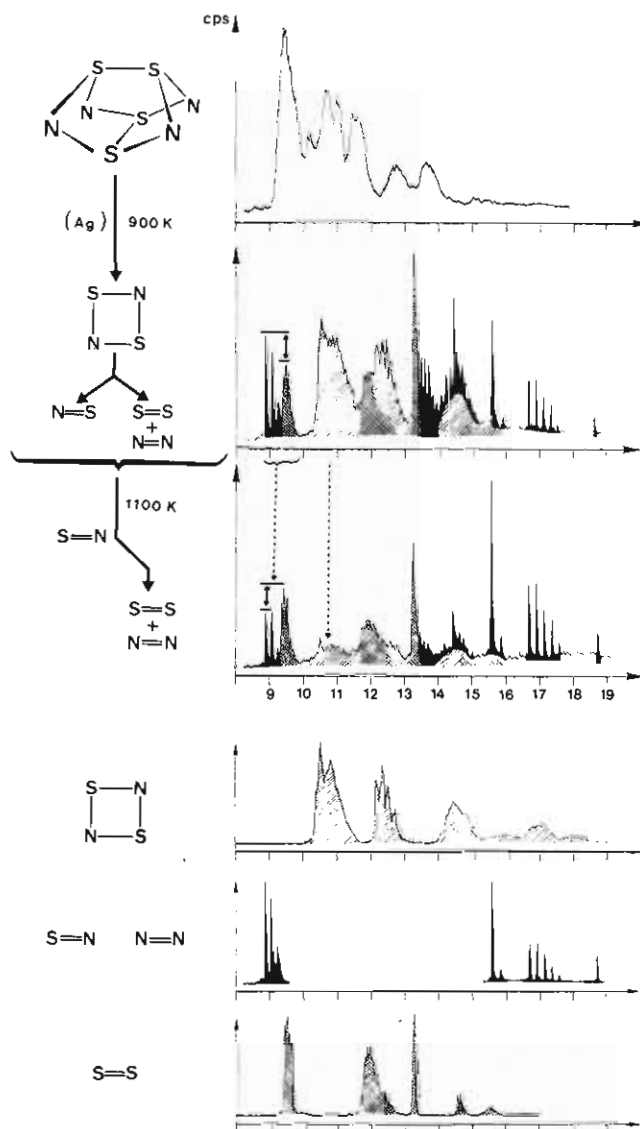 cps
S S
N S N
N S N
(Ag) 900 K
S N
N S
N=S S=S
+
N=N
1100 K
S=N
S=S
+
N=N
9 10 11 12 13 14 15 16 17 18 19
S N
N S
S=N N=N
S=S